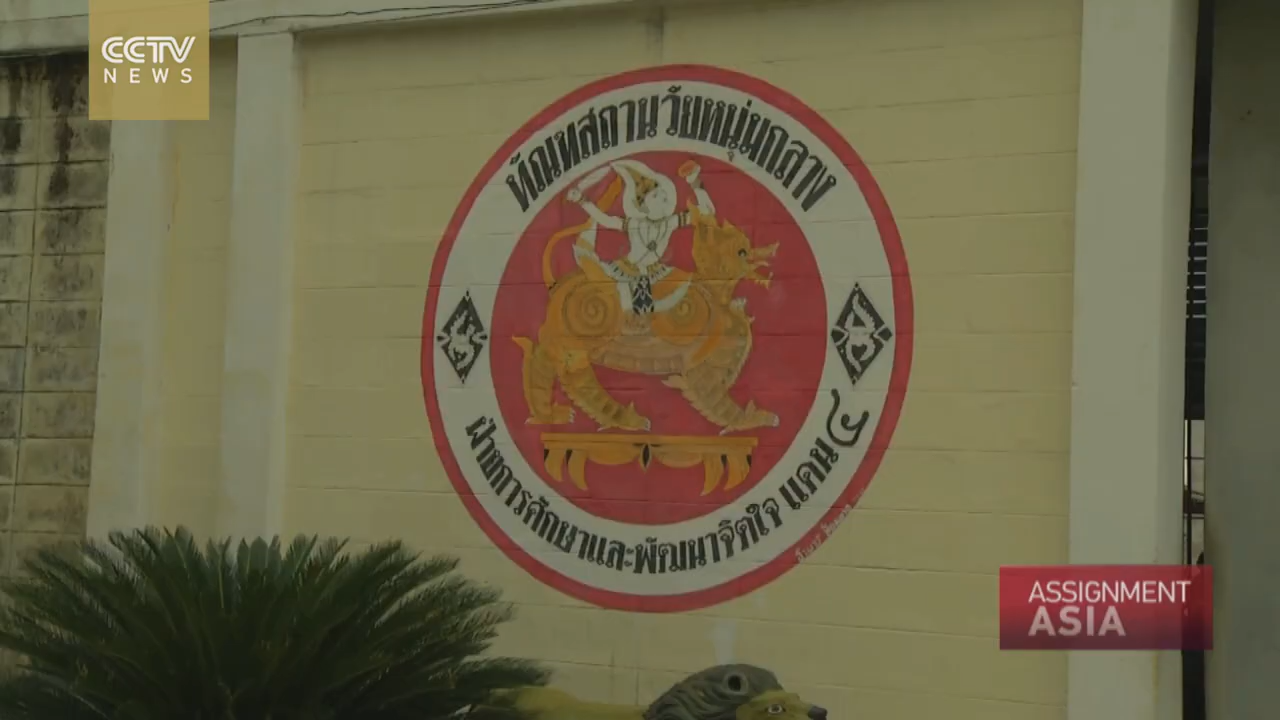 CCTV
NEWS
ทัณฑสถานวัยหนุ่มกลาง
ฝ่ายการศึกษาและพัฒนาจิตใจ แดน ๖
ASSIGNMENT
ASIA